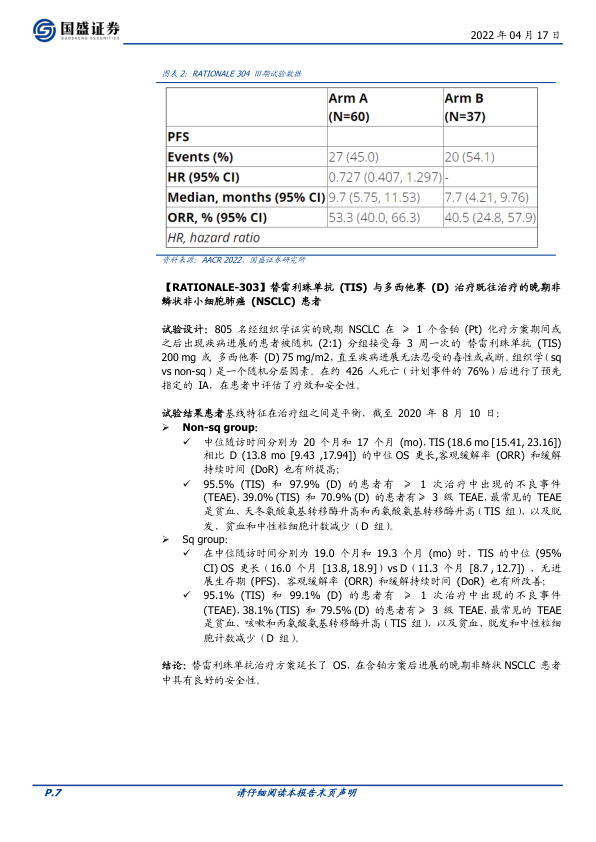 国盛证券
GUOSHENG SECURITIES
2022 年 04 月 17 日
图表 2：RATIONALE 304 Ⅲ期试验数据
Arm A (N=60) Arm B (N=37)
PFS
Events (%) 27 (45.0) 20 (54.1)
HR (95% CI) 0.727 (0.407, 1.297) -
Median, months (95% CI) 9.7 (5.75, 11.53) 7.7 (4.21, 9.76)
ORR, % (95% CI) 53.3 (40.0, 66.3) 40.5 (24.8, 57.9)
HR, hazard ratio
资料来源：AACR 2022，国盛证券研究所
【RATIONALE-303】替雷利珠单抗 (TIS) 与多西他赛 (D) 治疗既往治疗的晚期非
鳞状非小细胞肺癌 (NSCLC) 患者
试验设计：805 名经组织学证实的晚期 NSCLC 在 ≥ 1 个含铂 (Pt) 化疗方案期间或
之后出现疾病进展的患者被随机 (2:1) 分组接受每 3 周一次的 替雷利珠单抗 (TIS)
200 mg 或 多西他赛 (D) 75 mg/m2，直至疾病进展无法忍受的毒性或戒断。组织学 (sq
vs non-sq) 是一个随机分层因素。在约 426 人死亡（计划事件的 76%）后进行了预先
指定的 IA，在患者中评估了疗效和安全性。
试验结果患者基线特征在治疗组之间是平衡，截至 2020 年 8 月 10 日：
➢ Non-sq group：
✓ 中位随访时间分别为 20 个月和 17 个月 (mo)，TIS (18.6 mo [15.41, 23.16])
相比 D (13.8 mo [9.43 ,17.94]) 的中位 OS 更长,客观缓解率 (ORR) 和缓解
持续时间 (DoR) 也有所提高；
✓ 95.5% (TIS) 和 97.9% (D) 的患者有 ≥ 1 次治疗中出现的不良事件
(TEAE)，39.0% (TIS) 和 70.9% (D) 的患者有≥ 3 级 TEAE，最常见的 TEAE
是贫血、天冬氨酸氨基转移酶升高和丙氨酸氨基转移酶升高（TIS 组），以及脱
发、贫血和中性粒细胞计数减少（D 组）。
➢ Sq group：
✓ 在中位随访时间分别为 19.0 个月和 19.3 个月 (mo) 时，TIS 的中位 (95%
CI) OS 更长（16.0 个月 [13.8, 18.9]）vs D（11.3 个月 [8.7 , 12.7]），无进
展生存期 (PFS)、客观缓解率 (ORR) 和缓解持续时间 (DoR) 也有所改善；
✓ 95.1% (TIS) 和 99.1% (D) 的患者有 ≥ 1 次治疗中出现的不良事件
(TEAE)，38.1% (TIS) 和 79.5% (D) 的患者有≥ 3 级 TEAE，最常见的 TEAE
是贫血、咳嗽和丙氨酸氨基转移酶升高（TIS 组），以及贫血、脱发和中性粒细
胞计数减少（D 组）。
结论：替雷利珠单抗治疗方案延长了 OS，在含铂方案后进展的晚期非鳞状 NSCLC 患者
中具有良好的安全性。
P.7 请仔细阅读本报告末页声明